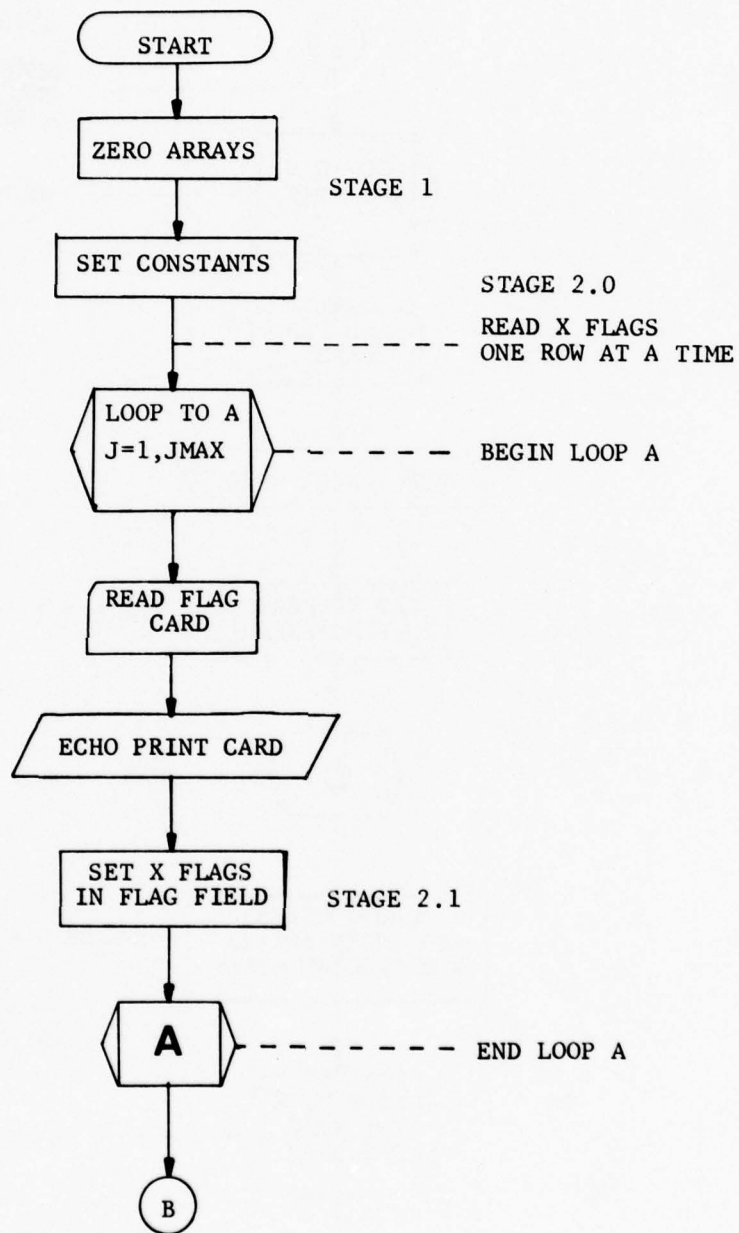 START
ZERO ARRAYS
STAGE 1
SET CONSTANTS
STAGE 2.0
READ X FLAGS
ONE ROW AT A TIME
LOOP TO A
J=1,JMAX
BEGIN LOOP A
READ FLAG
CARD
ECHO PRINT CARD
SET X FLAGS
IN FLAG FIELD
STAGE 2.1
A
END LOOP A
B